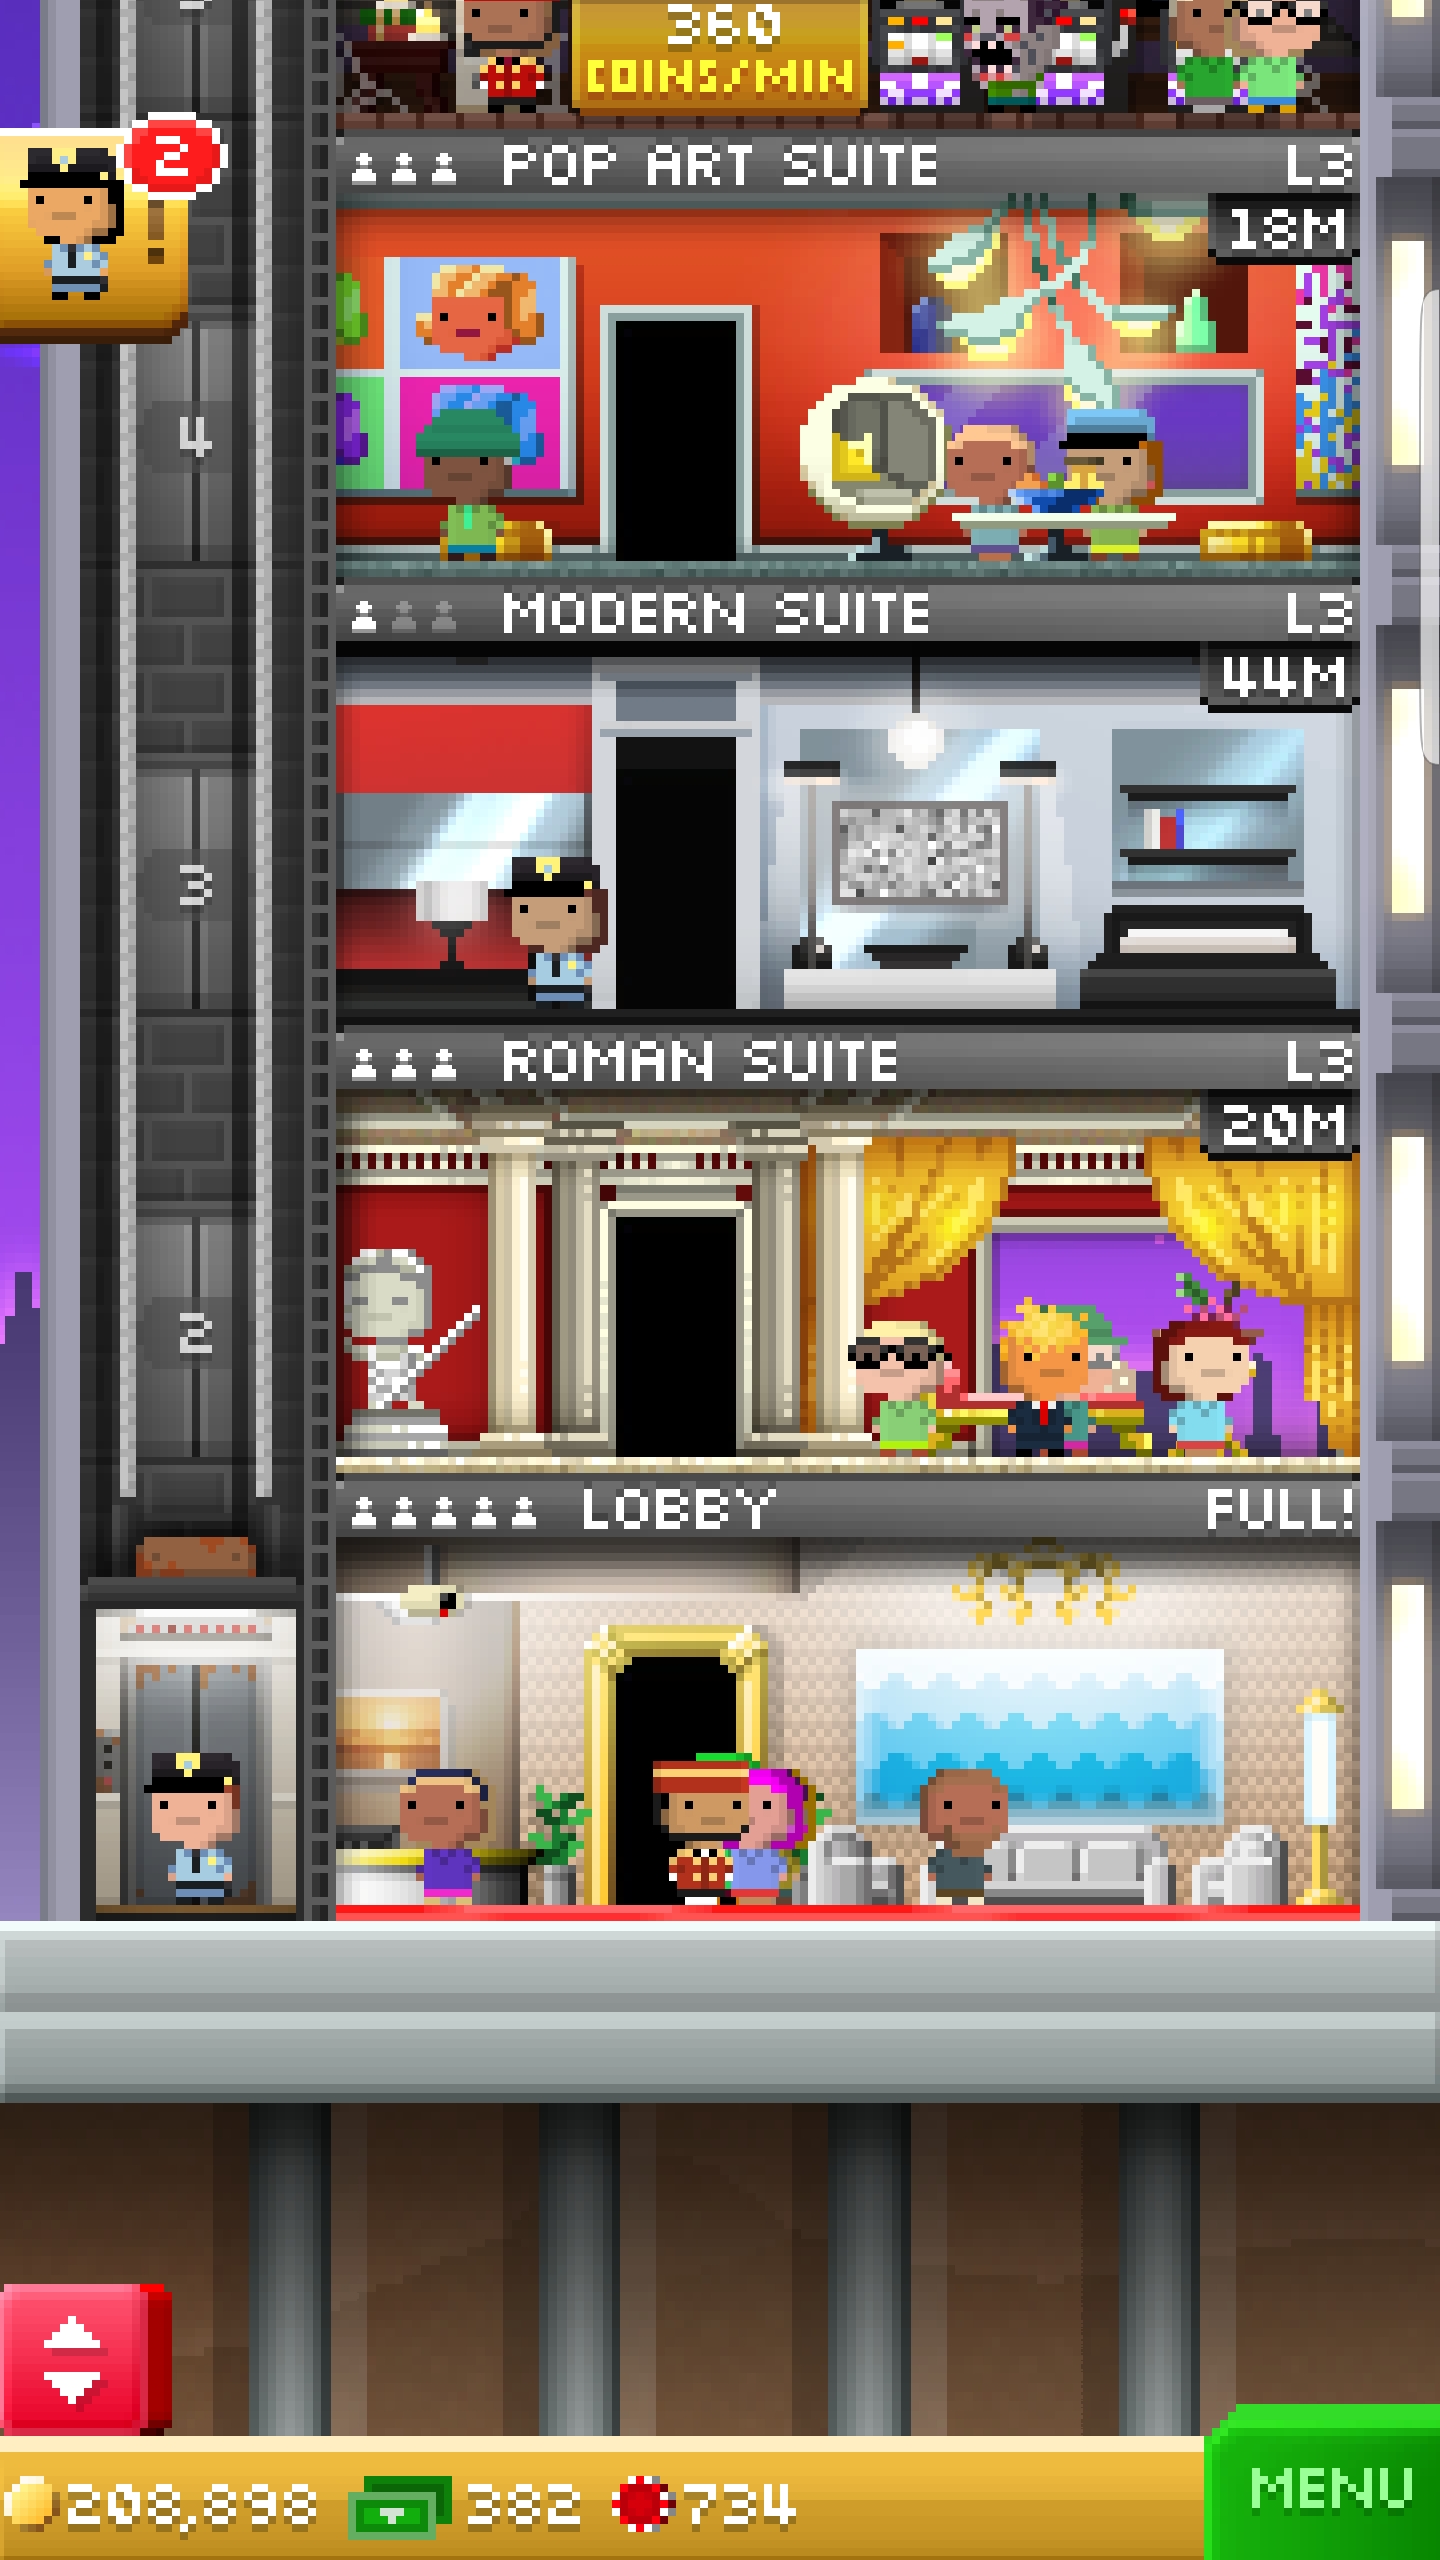 360
COINS/MIN
2
!
POP ART SUITE L3
18M
4
MODERN SUITE L3
44M
3
ROMAN SUITE L3
20M
2
LOBBY FULL!
208,898 382 734
MENU